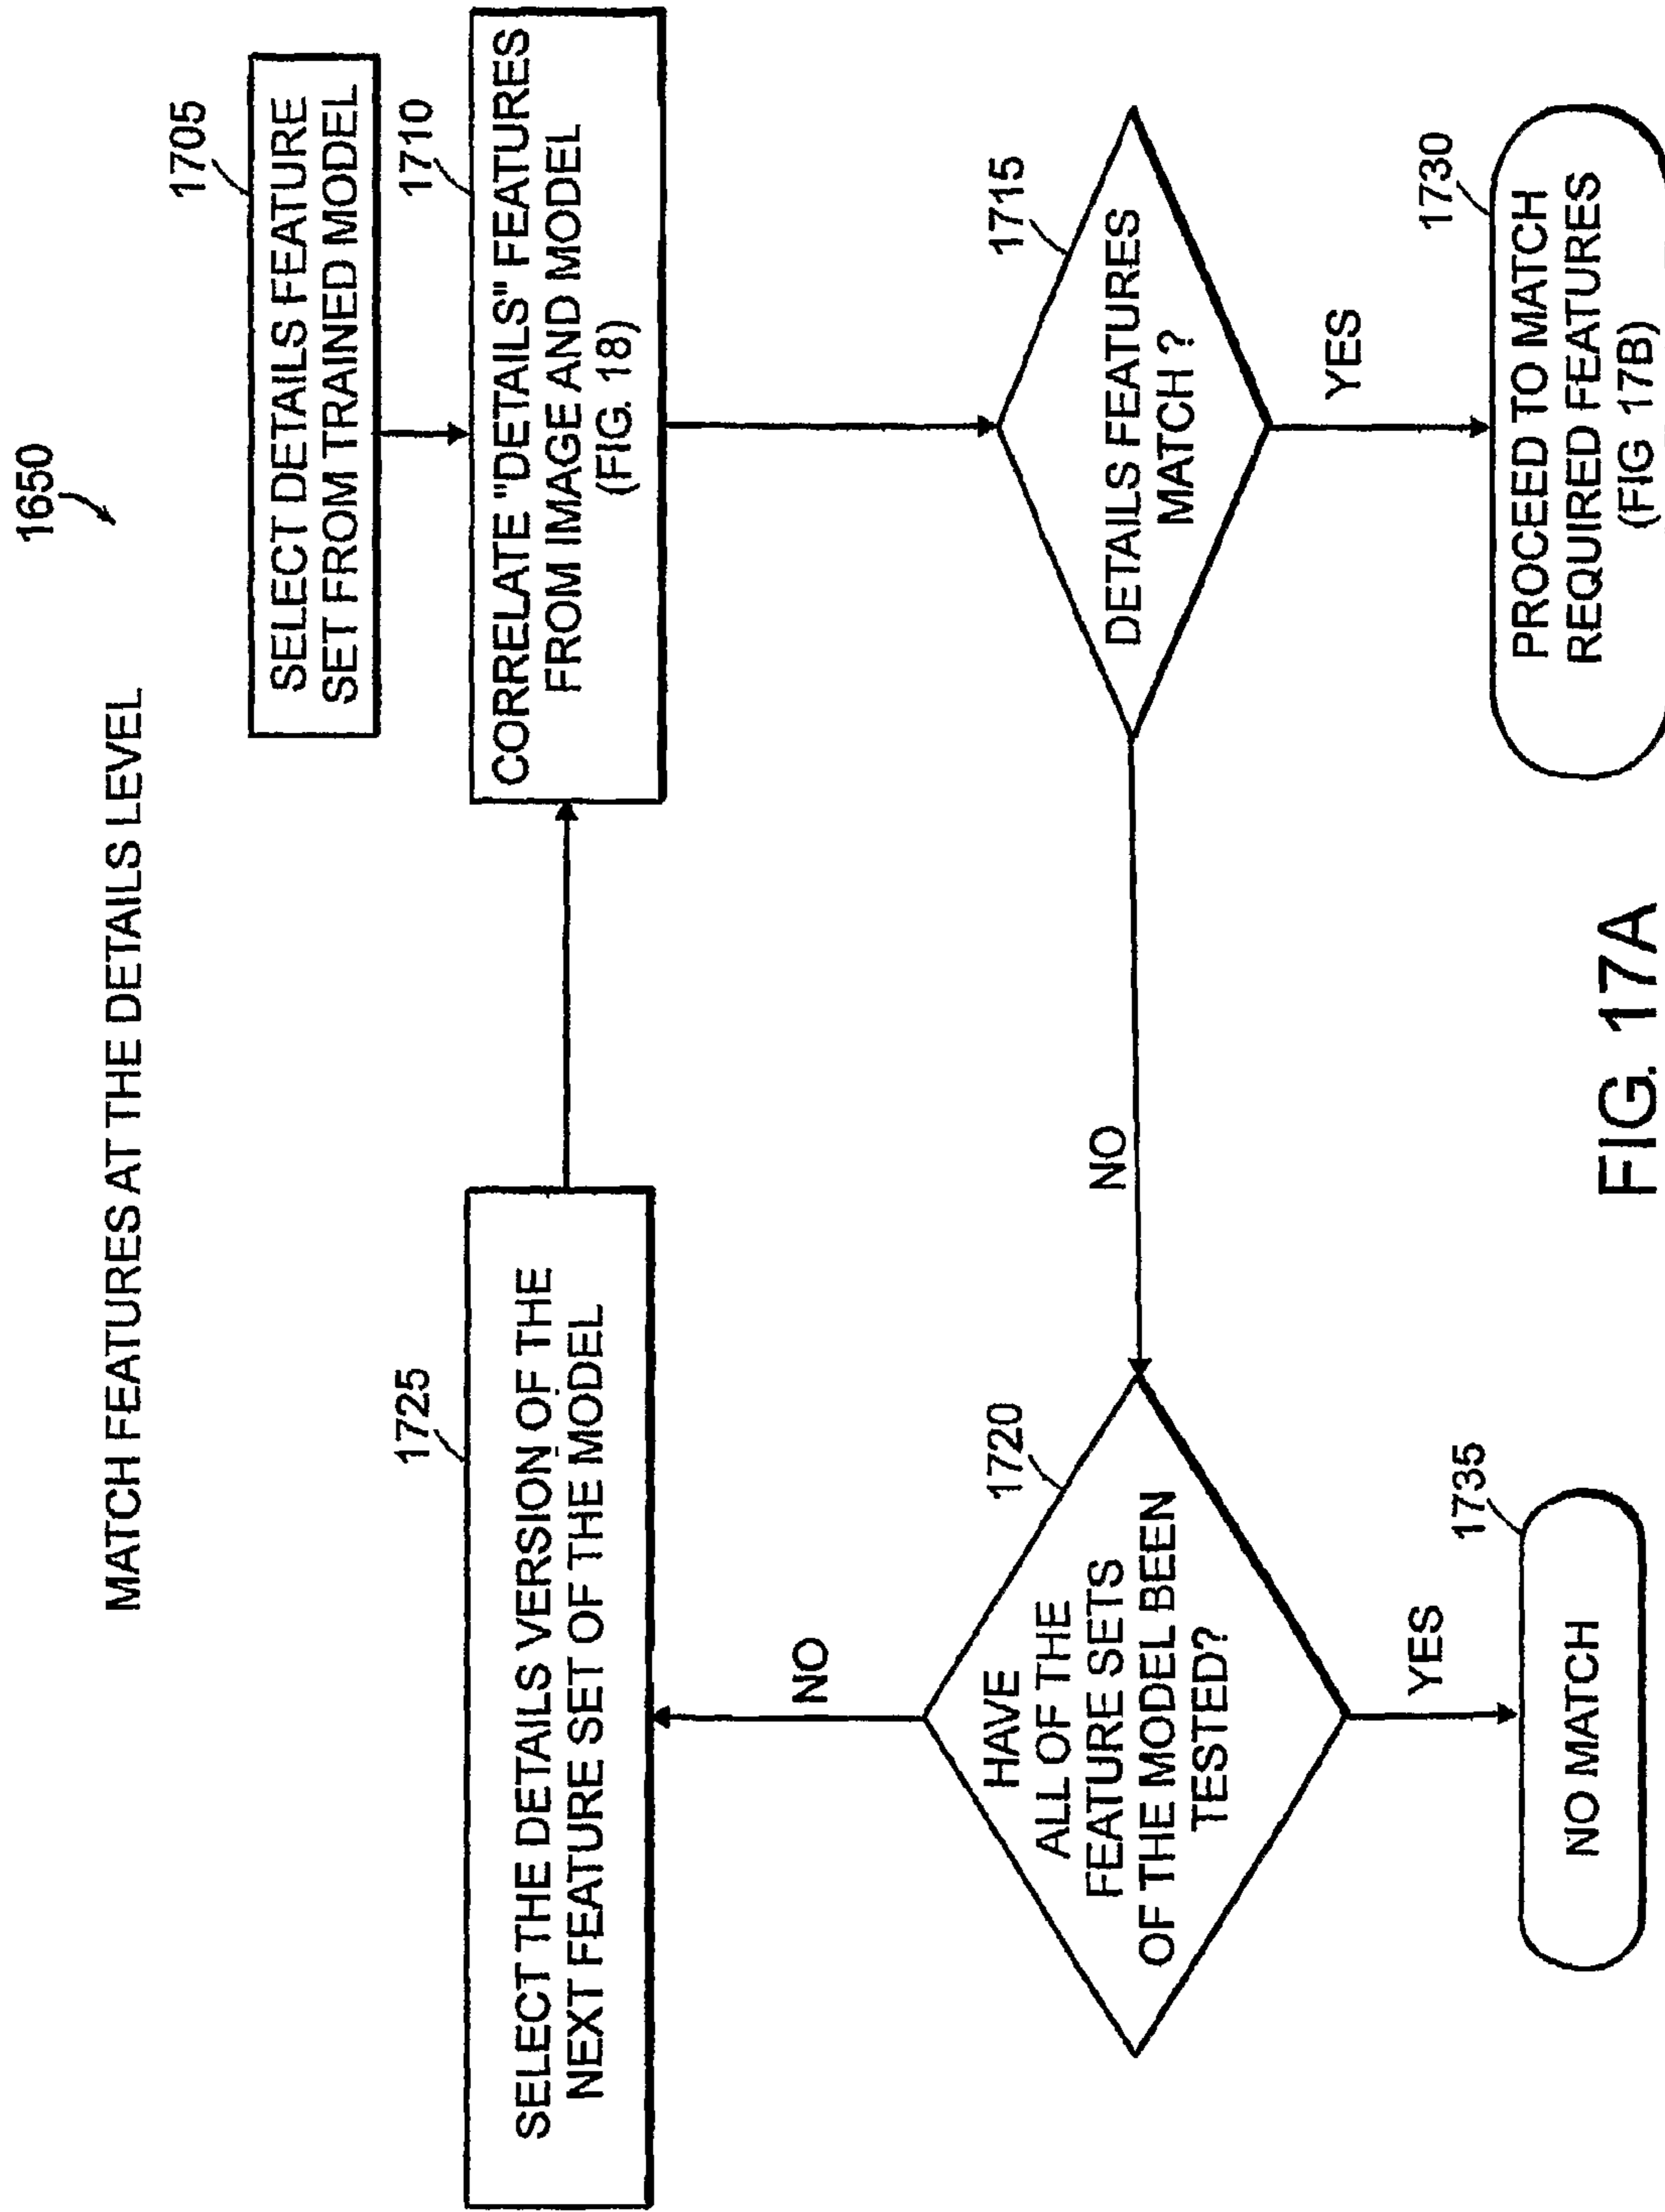 1650
MATCH FEATURES AT THE DETAILS LEVEL
1705
SELECT DETAILS FEATURE
SET FROM TRAINED MODEL
1710
CORRELATE "DETAILS" FEATURES
FROM IMAGE AND MODEL
(FIG. 18)
1725
SELECT THE DETAILS VERSION OF THE
NEXT FEATURE SET OF THE MODEL
1715
DETAILS FEATURES
MATCH ?
NO
YES
1720
HAVE
ALL OF THE
FEATURE SETS
OF THE MODEL BEEN
TESTED?
NO
YES
1730
PROCEED TO MATCH
REQUIRED FEATURES
(FIG 17B)
1735
NO MATCH
FIG. 17A